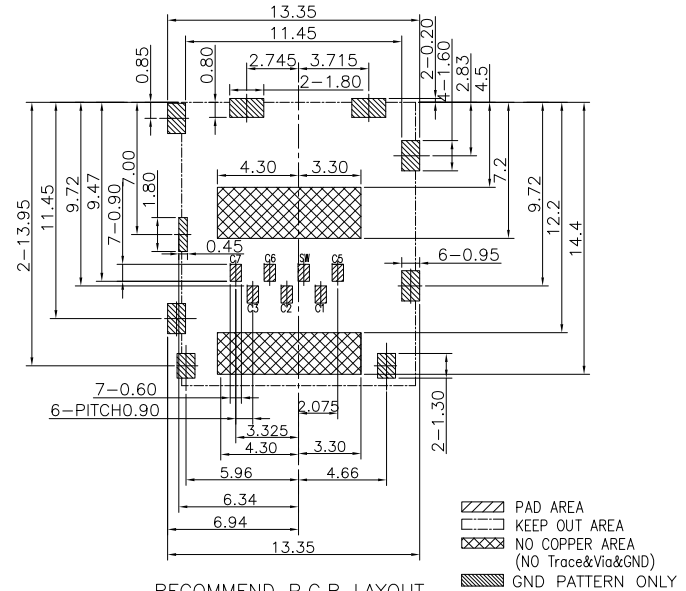 13.35
11.45
2.745
3.715
2-1.80
0.85
0.80
2-0.20
4-1.60
2.83
4.5
4.30
3.30
7.00
1.80
7-0.90
9.47
9.72
11.45
2-13.95
0.45
C7
C6
SW
C5
C3
C2
C1
7.2
6-0.95
9.72
12.2
14.4
7-0.60
6-PITCH0.90
2.075
3.325
4.30
3.30
2-1.30
5.96
4.66
6.34
6.94
13.35
PAD AREA
KEEP OUT AREA
NO COPPER AREA
(NO Trace&Via&GND)
GND PATTERN ONLY
RECOMMEND P.C.B LAYOUT